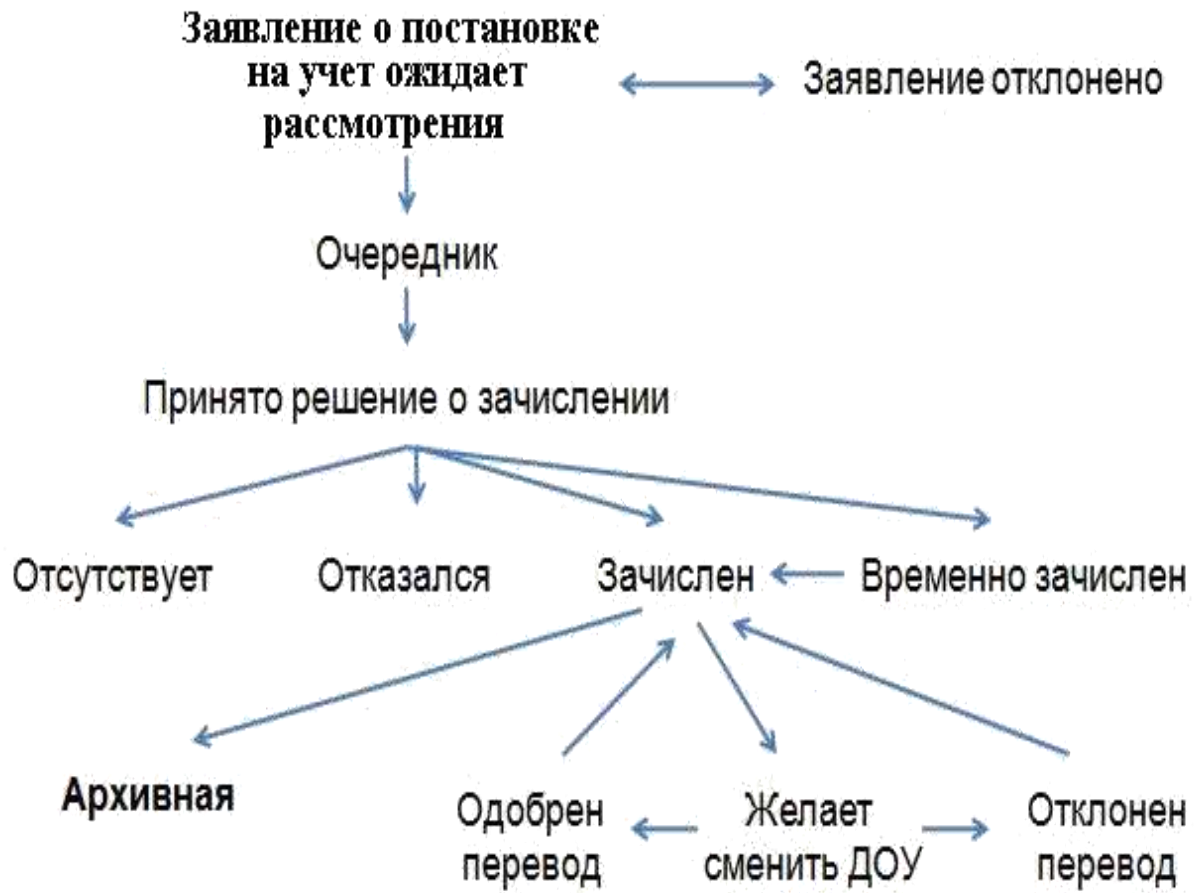 Заявление о постановке
на учет ожидает
рассмотрения
Заявление отклонено
Очередник
Принято решение о зачислении
Отсутствует
Отказался
Зачислен
Временно зачислен
Архивная
Одобрен
перевод
Желает
сменить ДОУ
Отклонен
перевод